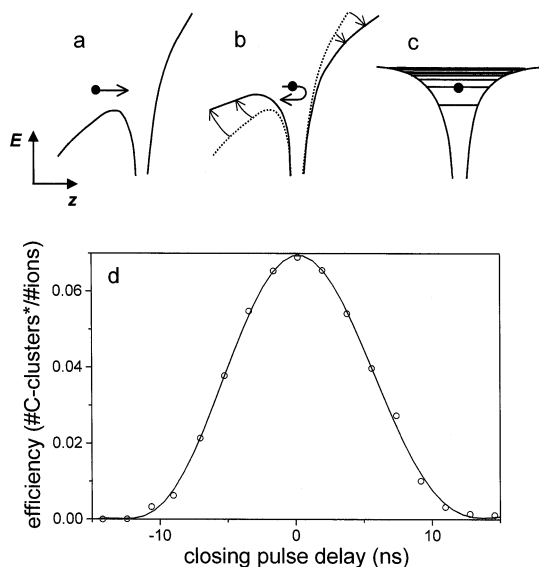 a
b
c
E
z
d
efficiency (#C-clusters*/#ions)
0.06
0.04
0.02
0.00
-10
0
10
closing pulse delay (ns)